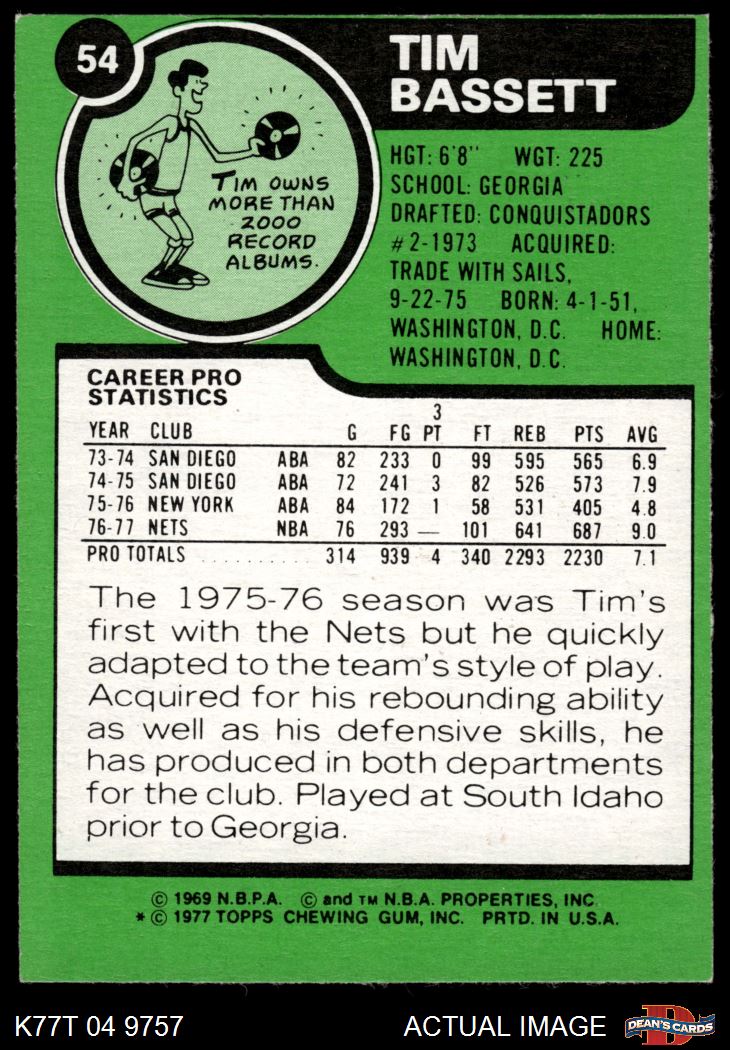 54
TIM
BASSETT
TIM OWNS
MORE THAN
2000
RECORD
ALBUMS.
HGT: 6'8" WGT: 225
SCHOOL: GEORGIA
DRAFTED: CONQUISTADORS
#2-1973 ACQUIRED:
TRADE WITH SAILS,
9-22-75 BORN: 4-1-51,
WASHINGTON, D.C. HOME:
WASHINGTON, D.C.
CAREER PRO
STATISTICS
YEAR CLUB G FG 3 PT FT REB PTS AVG
73-74 SAN DIEGO ABA 82 233 0 99 595 565 6.9
74-75 SAN DIEGO ABA 72 241 3 82 526 573 7.9
75-76 NEW YORK ABA 84 172 1 58 531 405 4.8
76-77 NETS NBA 76 293 — 101 641 687 9.0
PRO TOTALS . . . . . . . . . . 314 939 4 340 2293 2230 7.1
The 1975-76 season was Tim's
first with the Nets but he quickly
adapted to the team's style of play.
Acquired for his rebounding ability
as well as his defensive skills, he
has produced in both departments
for the club. Played at South Idaho
prior to Georgia.
© 1969 N.B.P.A. © and TM N.B.A. PROPERTIES, INC.
* © 1977 TOPPS CHEWING GUM, INC. PRTD. IN U.S.A.
K77T 04 9757 ACTUAL IMAGE D DEAN'S CARDS